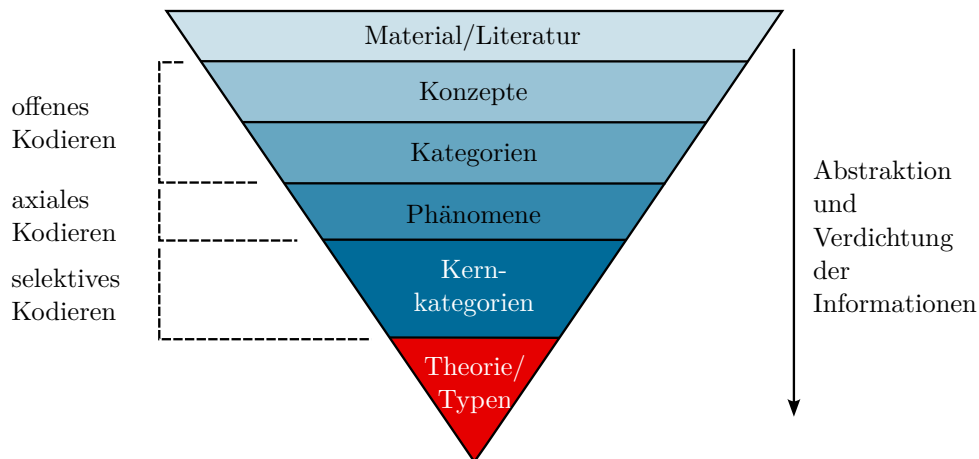 Material/Literatur
Konzepte
Kategorien
Phänomene
Kern-
kategorien
Theorie/
Typen
offenes
Kodieren
axiales
Kodieren
selektives
Kodieren
Abstraktion
und
Verdichtung
der
Informationen